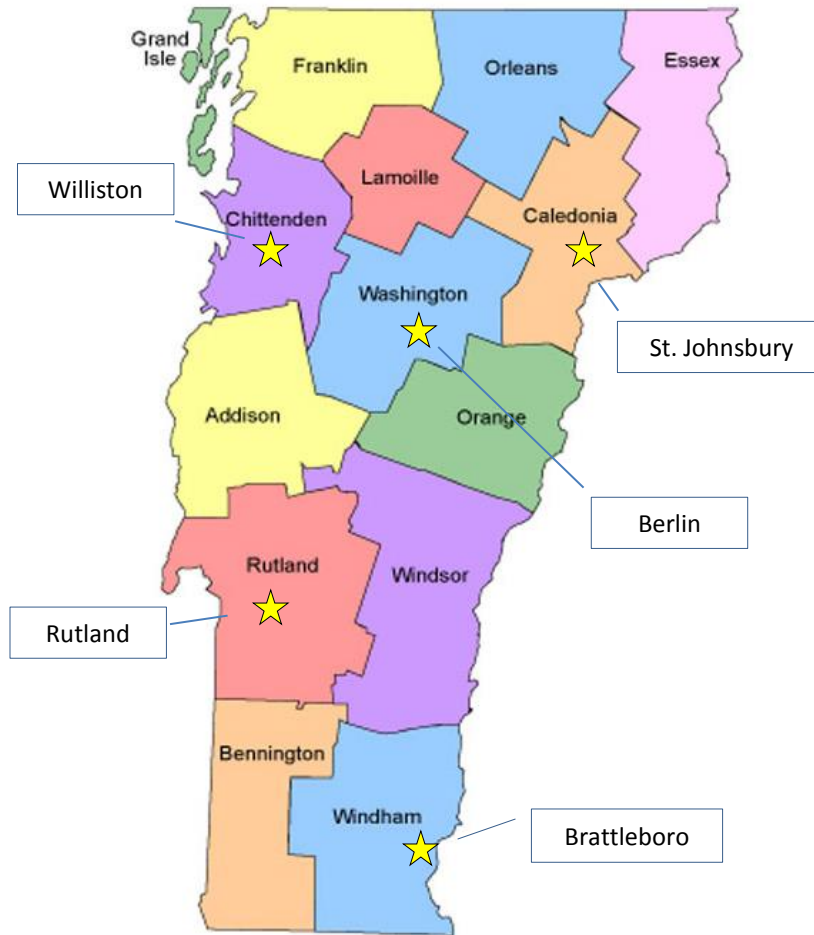 Grand
Isle
Franklin
Orleans
Essex
Williston
Lamoille
Chittenden
Caledonia
Washington
St. Johnsbury
Addison
Orange
Berlin
Rutland
Windsor
Rutland
Bennington
Windham
Brattleboro